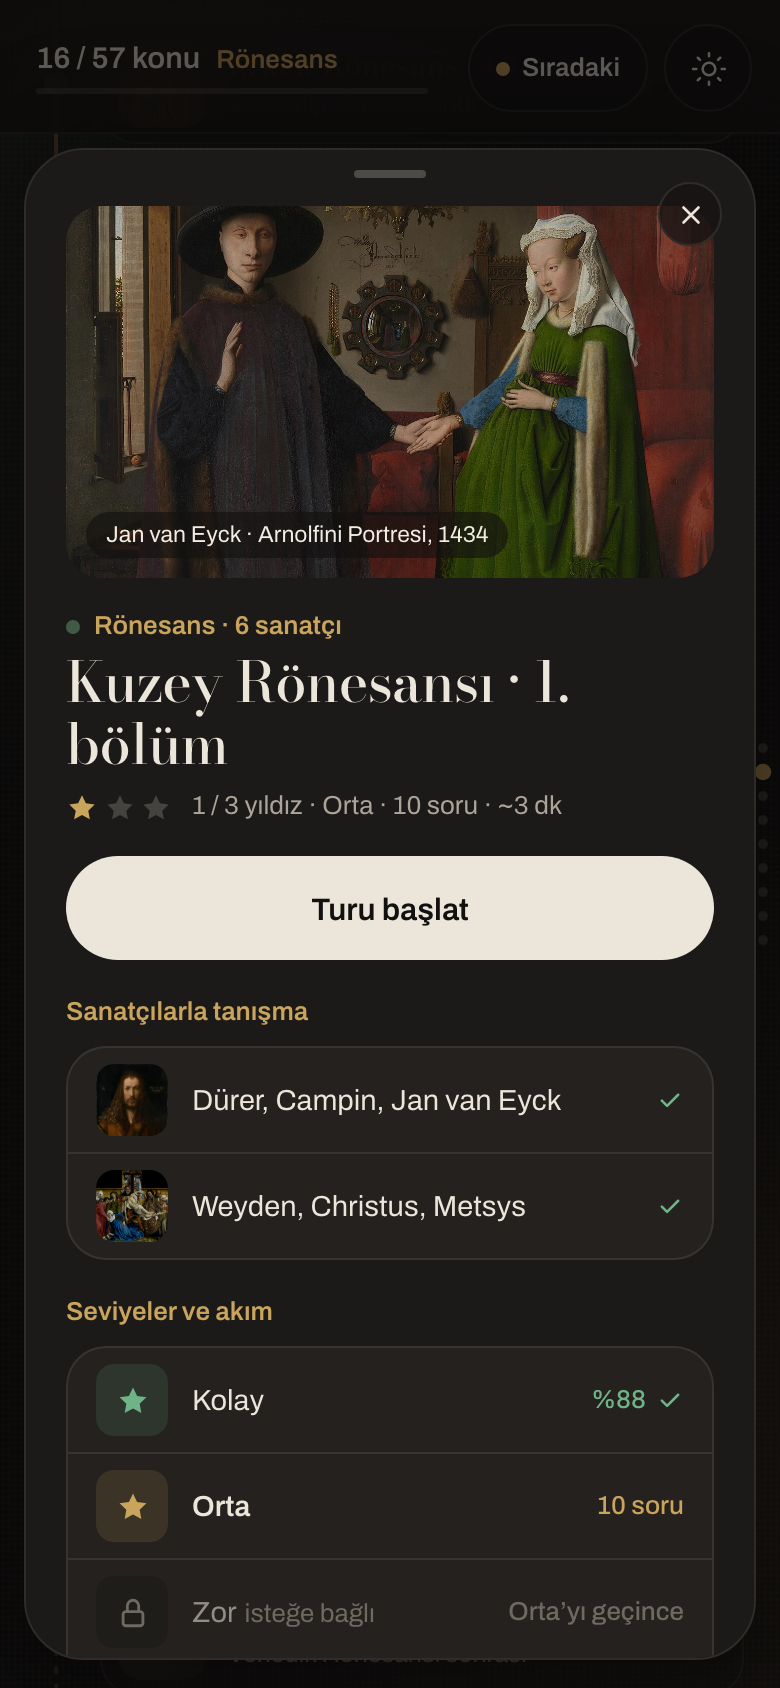 16 / 57 konu Rönesans
Sıradaki
Jan van Eyck · Arnolfini Portresi, 1434
Rönesans · 6 sanatçı
Kuzey Rönesansı · 1.
bölüm
1 / 3 yıldız · Orta · 10 soru · ~3 dk
Turu başlat
Sanatçılarla tanışma
Dürer, Campin, Jan van Eyck
Weyden, Christus, Metsys
Seviyeler ve akım
Kolay %88
Orta 10 soru
Zor isteğe bağlı Orta’yı geçince